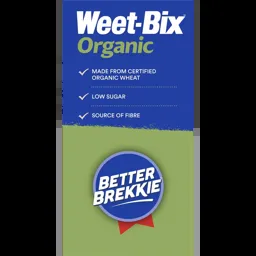 Weet-Bix
Organic
MADE FROM CERTIFIED
ORGANIC WHEAT
LOW SUGAR
SOURCE OF FIBRE
BETTER
BREKKIE